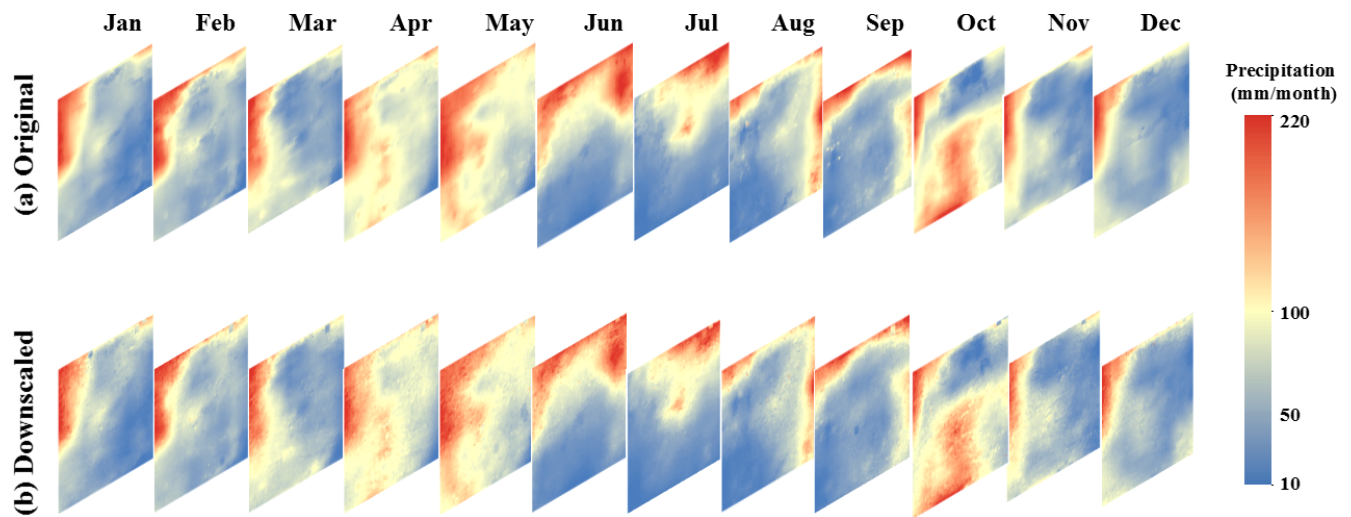 Jan Feb Mar Apr May Jun Jul Aug Sep Oct Nov Dec
(a) Original
Precipitation
(mm/month)
220
100
50
10
(b) Downscaled